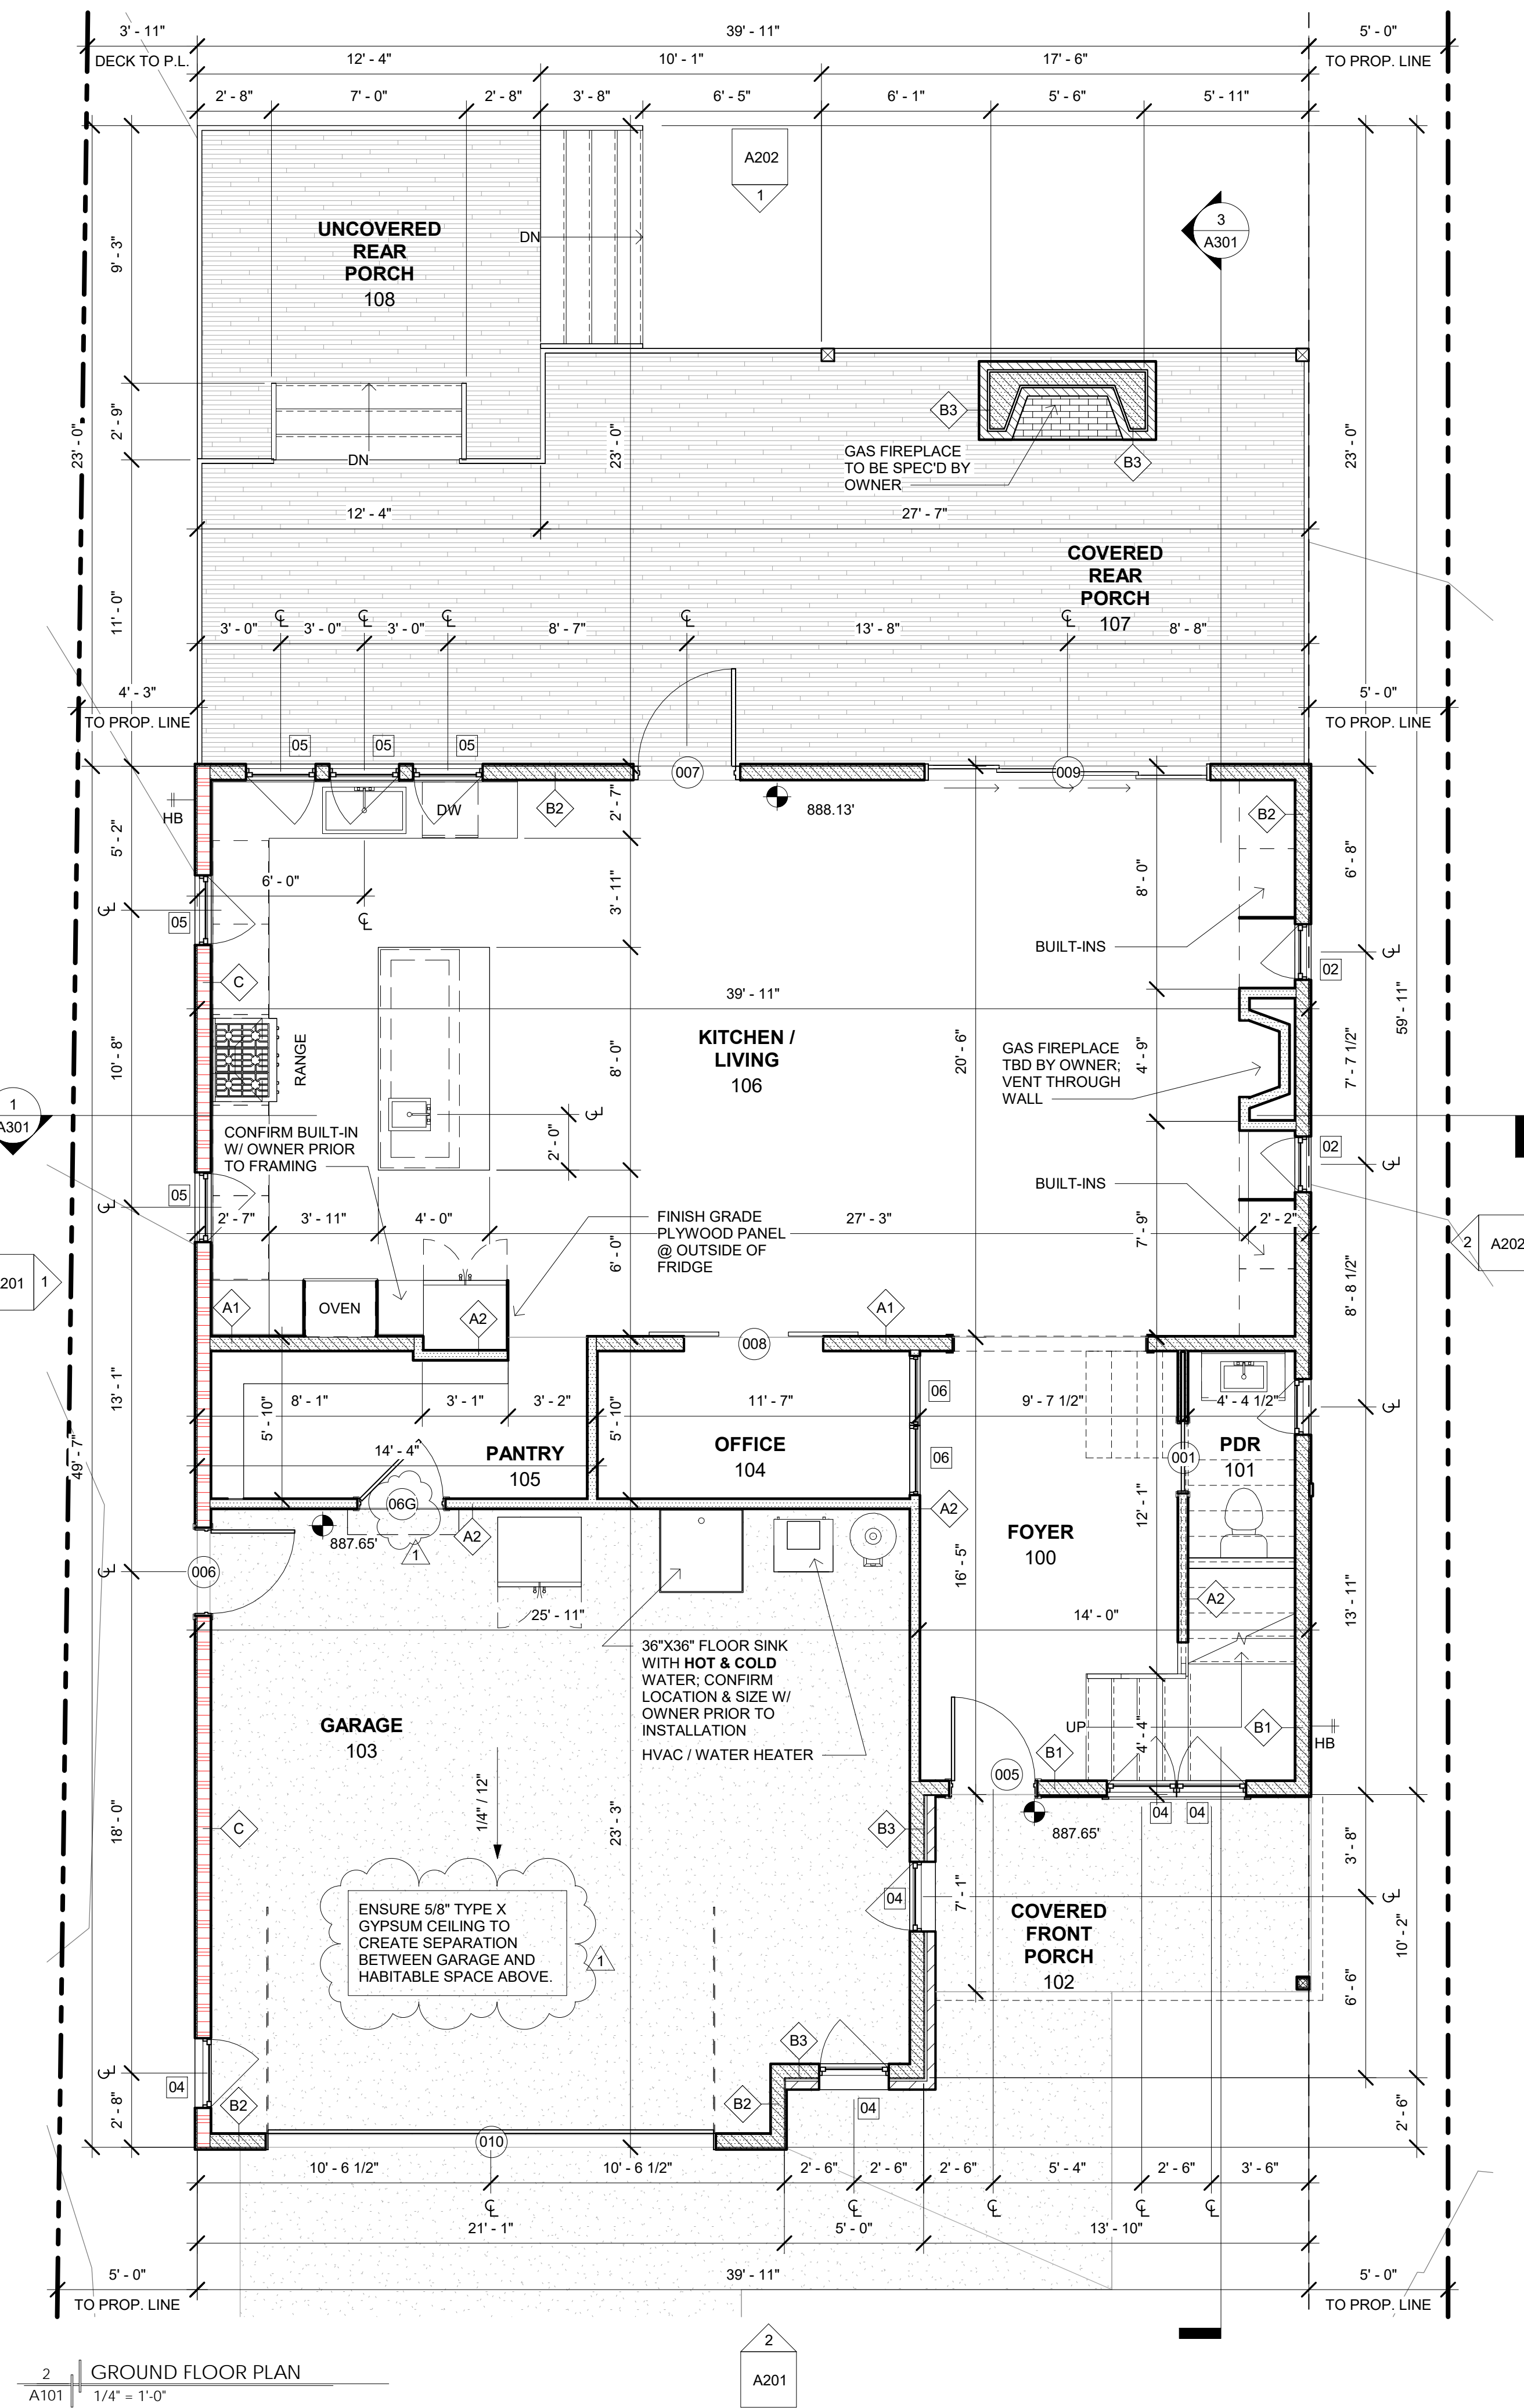 3' - 11"
39' - 11"
5' - 0"
DECK TO P.L.
12' - 4"
10' - 1"
17' - 6"
TO PROP. LINE
2' - 8"
7' - 0"
2' - 8"
3' - 8"
6' - 5"
6' - 1"
5' - 6"
5' - 11"
A202
1
3
A301
UNCOVERED
REAR
PORCH
108
DN
9' - 3"
2' - 9"
23' - 0"
23' - 0"
23' - 0"
DN
B3
B3
GAS FIREPLACE
TO BE SPEC'D BY
OWNER
12' - 4"
27' - 7"
COVERED
REAR
PORCH
107
11' - 0"
3' - 0"
3' - 0"
3' - 0"
8' - 7"
13' - 8"
8' - 8"
4' - 3"
TO PROP. LINE
5' - 0"
TO PROP. LINE
05
05
05
007
009
HB
DW
B2
2' - 7"
888.13'
B2
5' - 2"
6' - 0"
3' - 11"
8' - 0"
6' - 8"
05
BUILT-INS
02
C
39' - 11"
59' - 11"
KITCHEN /
LIVING
106
RANGE
10' - 8"
8' - 0"
20' - 6"
GAS FIREPLACE
TBD BY OWNER;
VENT THROUGH
WALL
4' - 9"
7' - 7 1/2"
1
A301
CONFIRM BUILT-IN
W/ OWNER PRIOR
TO FRAMING
2' - 0"
02
05
BUILT-INS
2' - 7"
3' - 11"
4' - 0"
27' - 3"
2' - 2"
FINISH GRADE
PLYWOOD PANEL
@ OUTSIDE OF
FRIDGE
6' - 0"
7' - 9"
8' - 8 1/2"
201
1
2
A202
A1
OVEN
A2
A1
008
13' - 1"
49' - 7"
8' - 1"
3' - 1"
3' - 2"
11' - 7"
06
9' - 7 1/2"
4' - 4 1/2"
5' - 10"
5' - 10"
14' - 4"
PANTRY
105
OFFICE
104
06
001
PDR
101
06G
A2
A2
887.65'
1
12' - 1"
FOYER
100
006
16' - 5"
A2
13' - 11"
25' - 11"
14' - 0"
36"X36" FLOOR SINK
WITH HOT & COLD
WATER; CONFIRM
LOCATION & SIZE W/
OWNER PRIOR TO
INSTALLATION
HVAC / WATER HEATER
GARAGE
103
UP
4' - 4"
B1
HB
B1
005
1/4" / 12"
18' - 0"
C
23' - 3"
B3
887.65'
04
04
3' - 8"
04
7' - 1"
ENSURE 5/8" TYPE X
GYPSUM CEILING TO
CREATE SEPARATION
BETWEEN GARAGE AND
HABITABLE SPACE ABOVE.
1
COVERED
FRONT
PORCH
102
10' - 2"
6' - 6"
B3
04
2' - 8"
B2
B2
04
2' - 6"
010
10' - 6 1/2"
10' - 6 1/2"
2' - 6"
2' - 6"
2' - 6"
5' - 4"
2' - 6"
3' - 6"
21' - 1"
5' - 0"
13' - 10"
5' - 0"
39' - 11"
5' - 0"
TO PROP. LINE
TO PROP. LINE
2
A201
2
A101
GROUND FLOOR PLAN
1/4" = 1'-0"